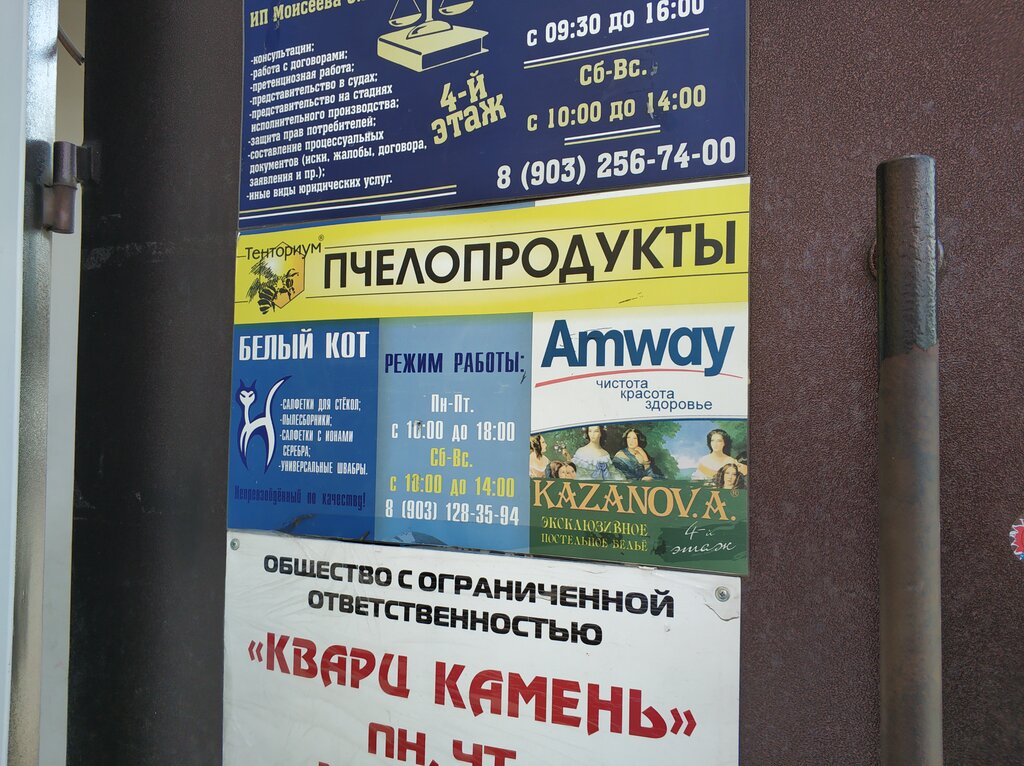 ИП Моисеева
-консультации;
-работа с договорами;
-претенциозная работа;
-представительство в судах;
-представительство на стадиях
исполнительного производства;
-защита прав потребителей;
-составление процессуальных
документов (иски, жалобы, договора,
заявления и пр.);
-иные виды юридических услуг.
4-й
этаж
с 09:30 до 16:00
Сб-Вс.
с 10:00 до 14:00
8 (903) 256-74-00
Тенториум®
ПЧЕЛОПРОДУКТЫ
БЕЛЫЙ КОТ
-САЛФЕТКИ ДЛЯ СТЁКОЛ;
-ПЫЛЕСБОРНИКИ;
-САЛФЕТКИ С ИОНАМИ
СЕРЕБРА;
-УНИВЕРСАЛЬНЫЕ ШВАБРЫ.
Непревзойдённый по качеству!
РЕЖИМ РАБОТЫ:
Пн-Пт.
с 10:00 до 18:00
Сб-Вс.
с 10:00 до 14:00
8 (903) 128-35-94
Amway
чистота
красота
здоровье
KAZANOV.A.®
ЭКСКЛЮЗИВНОЕ
ПОСТЕЛЬНОЕ БЕЛЬЁ
4-й
этаж
ОБЩЕСТВО С ОГРАНИЧЕННОЙ
ОТВЕТСТВЕННОСТЬЮ
«КВАРЦ КАМЕНЬ»
ПН. ЧТ